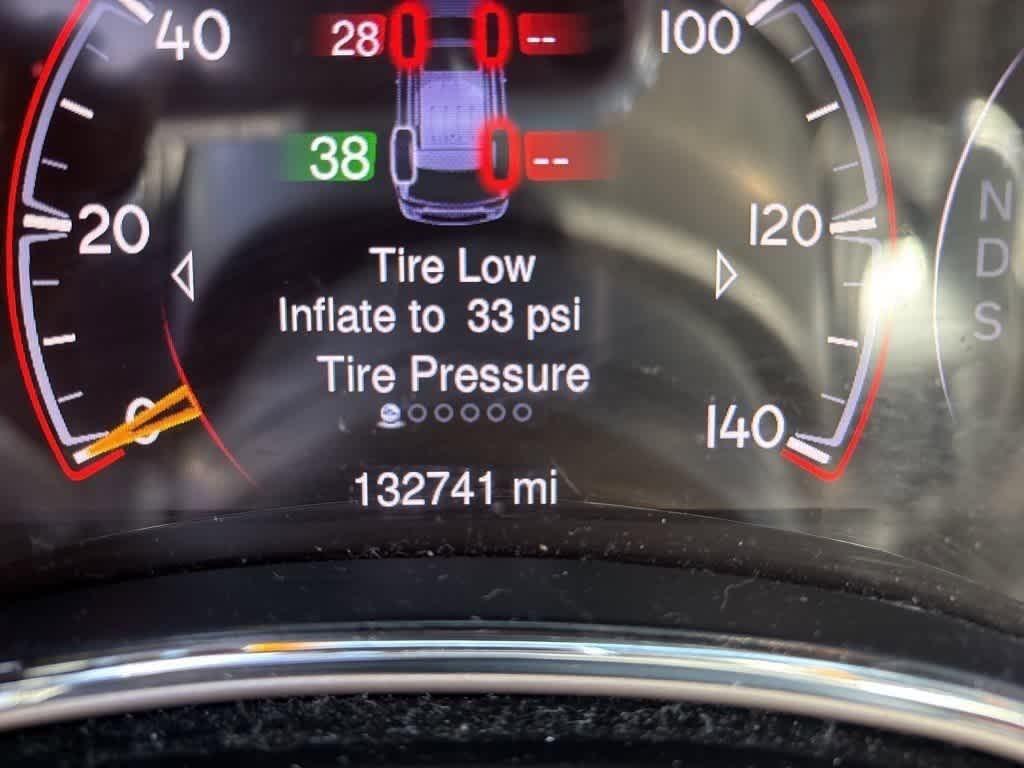 40 28 -- 100
38 --
20 120
Tire Low
Inflate to 33 psi
Tire Pressure
0 140
132741 mi
N
D
S